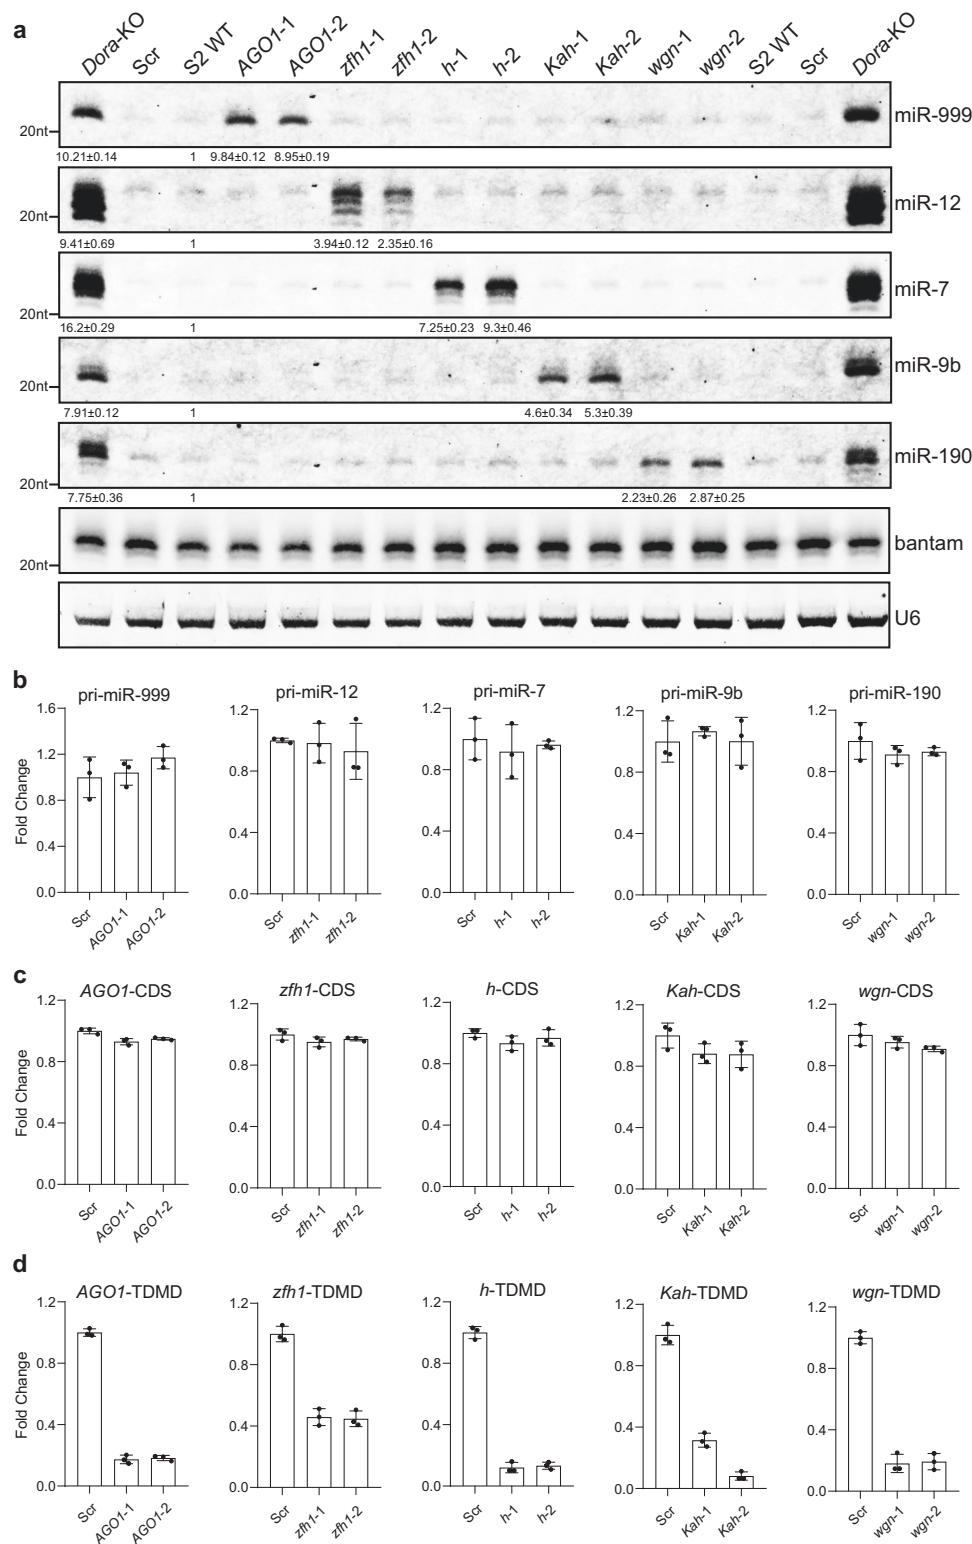 a
Dora-KO Scr S2 WT AGO1-1 AGO1-2 zfh1-1 zfh1-2 h-1 h-2 Kah-1 Kah-2 wgn-1 wgn-2 S2 WT Scr Dora-KO
miR-999
20nt
10.21±0.14 1 9.84±0.12 8.95±0.19
miR-12
20nt
9.41±0.69 1 3.94±0.12 2.35±0.16
miR-7
20nt
16.2±0.29 1 7.25±0.23 9.3±0.46
miR-9b
20nt
7.91±0.12 1 4.6±0.34 5.3±0.39
miR-190
20nt
7.75±0.36 1 2.23±0.26 2.87±0.25
bantam
20nt
U6
b
pri-miR-999 pri-miR-12 pri-miR-7 pri-miR-9b pri-miR-190
Fold Change
1.6 1.2 1.2 1.2 1.2
1.2 0.8 0.8 0.8 0.8
0.8 0.4 0.4 0.4 0.4
0.4
0.0 0.0 0.0 0.0 0.0
Scr AGO1-1 AGO1-2 Scr zfh1-1 zfh1-2 Scr h-1 h-2 Scr Kah-1 Kah-2 Scr wgn-1 wgn-2
c
AGO1-CDS zfh1-CDS h-CDS Kah-CDS wgn-CDS
Fold Change
1.2 1.2 1.2 1.2 1.2
0.8 0.8 0.8 0.8 0.8
0.4 0.4 0.4 0.4 0.4
0.0 0.0 0.0 0.0 0.0
Scr AGO1-1 AGO1-2 Scr zfh1-1 zfh1-2 Scr h-1 h-2 Scr Kah-1 Kah-2 Scr wgn-1 wgn-2
d
AGO1-TDMD zfh1-TDMD h-TDMD Kah-TDMD wgn-TDMD
Fold Change
1.2 1.2 1.2 1.2 1.2
0.8 0.8 0.8 0.8 0.8
0.4 0.4 0.4 0.4 0.4
0.0 0.0 0.0 0.0 0.0
Scr AGO1-1 AGO1-2 Scr zfh1-1 zfh1-2 Scr h-1 h-2 Scr Kah-1 Kah-2 Scr wgn-1 wgn-2